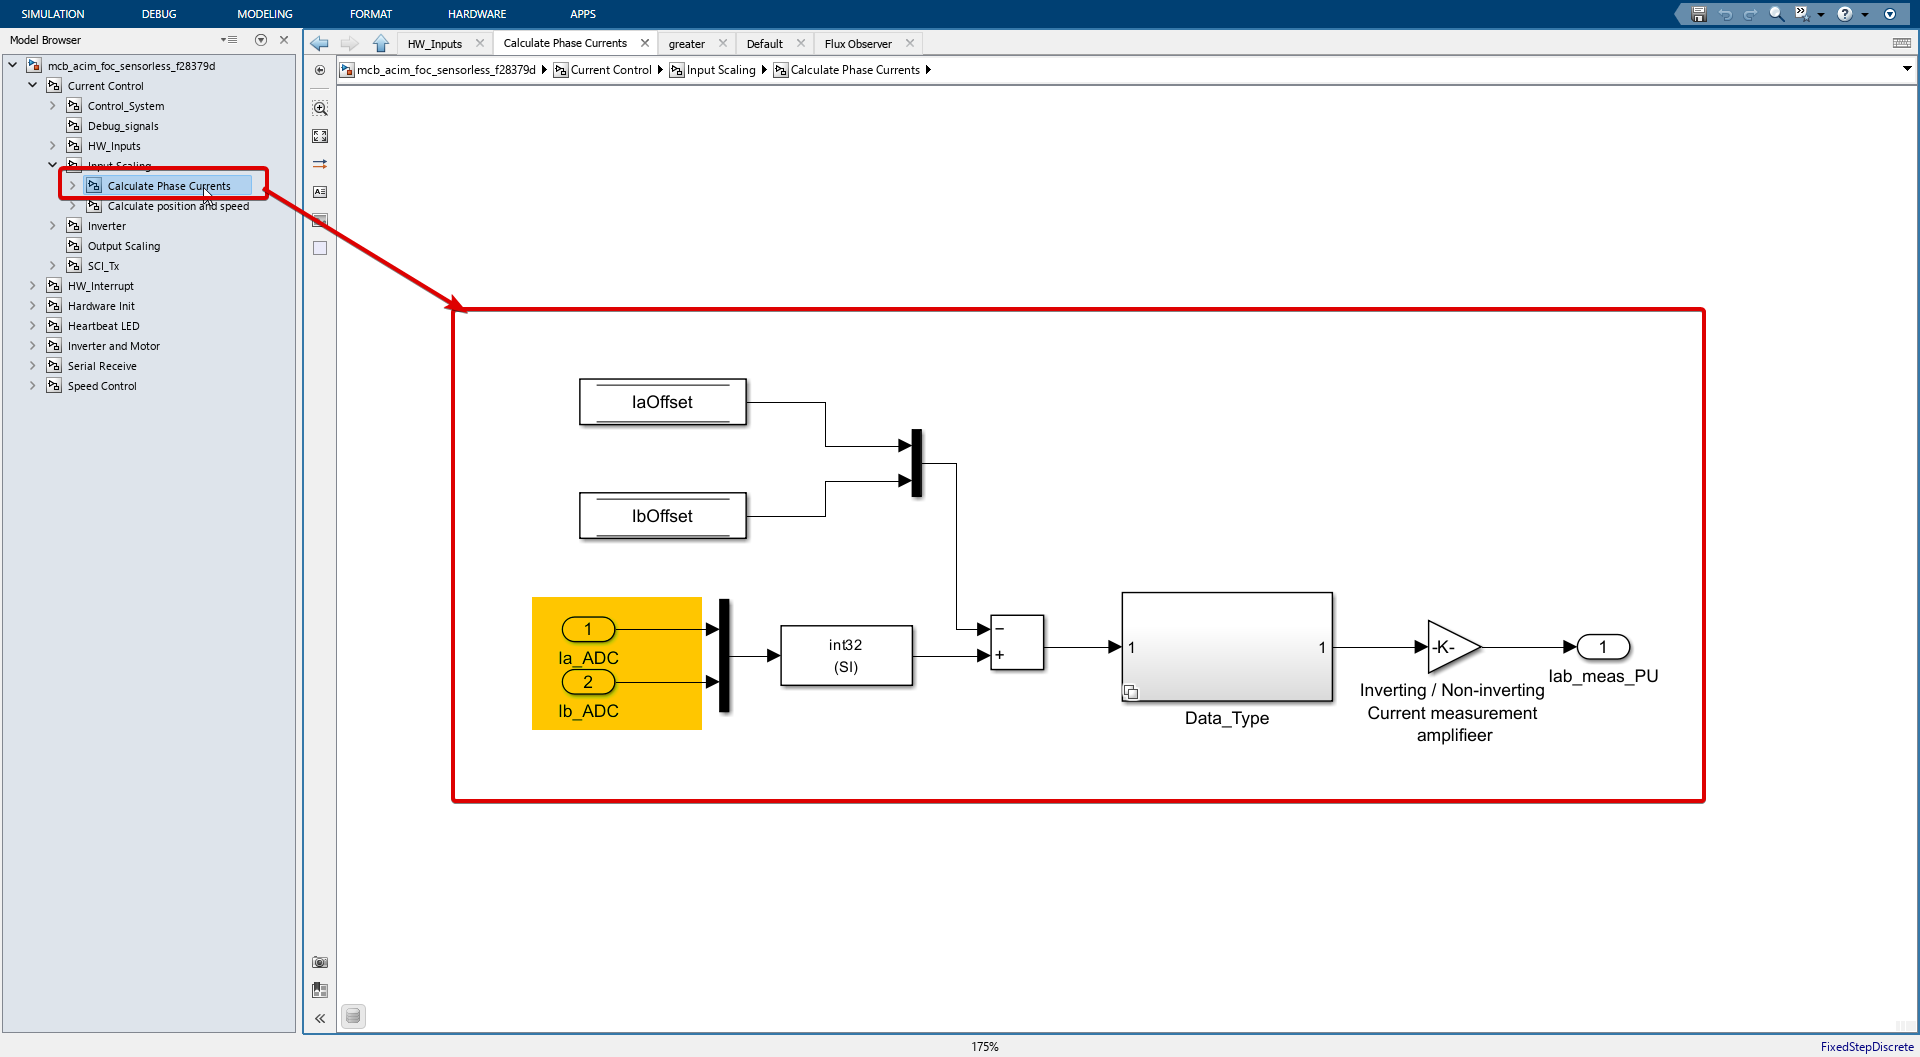 SIMULATION DEBUG MODELING FORMAT HARDWARE APPS
Model Browser
HW_Inputs Calculate Phase Currents greater Default Flux Observer
mcb_acim_foc_sensorless_f28379d Current Control Input Scaling Calculate Phase Currents
mcb_acim_foc_sensorless_f28379d
Current Control
Control_System
Debug_signals
HW_Inputs
Input Scaling
Calculate Phase Currents
Calculate position and speed
Inverter
Output Scaling
SCI_Tx
HW_Interrupt
Hardware Init
Heartbeat LED
Inverter and Motor
Serial Receive
Speed Control
IaOffset
IbOffset
1
Ia_ADC
2
Ib_ADC
int32
(SI)
−
+
1 1
Data_Type
-K-
Inverting / Non-inverting
Current measurement
amplifieer
1
Iab_meas_PU
175%
FixedStepDiscrete